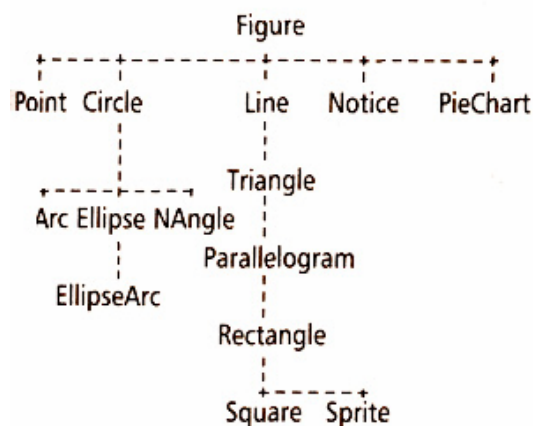 Figure
Point Circle Line Notice PieChart
Triangle
Arc Ellipse NAngle
Parallelogram
EllipseArc
Rectangle
Square Sprite